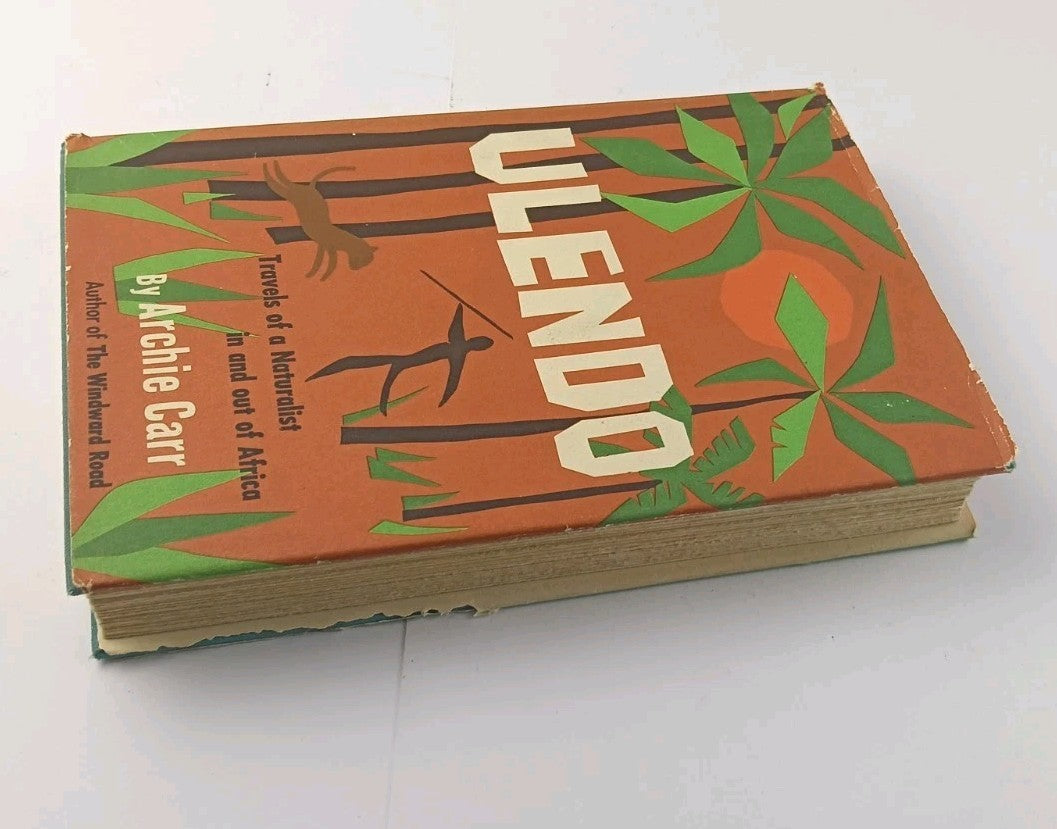 ULENDO
Travels of a Naturalist
in and out of Africa
By Archie Carr
Author of The Windward Road